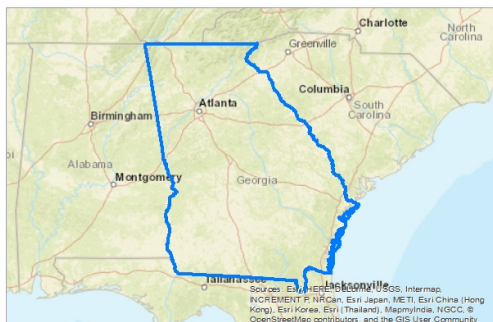 Charlotte
North
Carolina
Greenville
Atlanta
Columbia
South
Carolina
Birmingham
Alabama
Montgomery
Georgia
Tallahassee
Jacksonville
Sources: Esri, HERE, DeLorme, USGS, Intermap,
INCREMENT P, NRCan, Esri Japan, METI, Esri China (Hong
Kong), Esri Korea, Esri (Thailand), MapmyIndia, NGCC, ©
OpenStreetMap contributors, and the GIS User Community